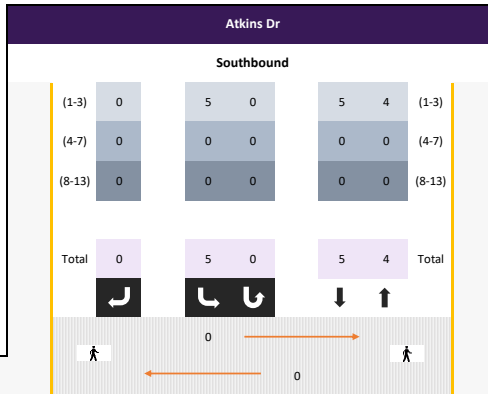 Atkins Dr
Southbound
(1-3) 0 5 0 5 4 (1-3)
(4-7) 0 0 0 0 0 (4-7)
(8-13) 0 0 0 0 0 (8-13)
Total 0 5 0 5 4 Total
0
0